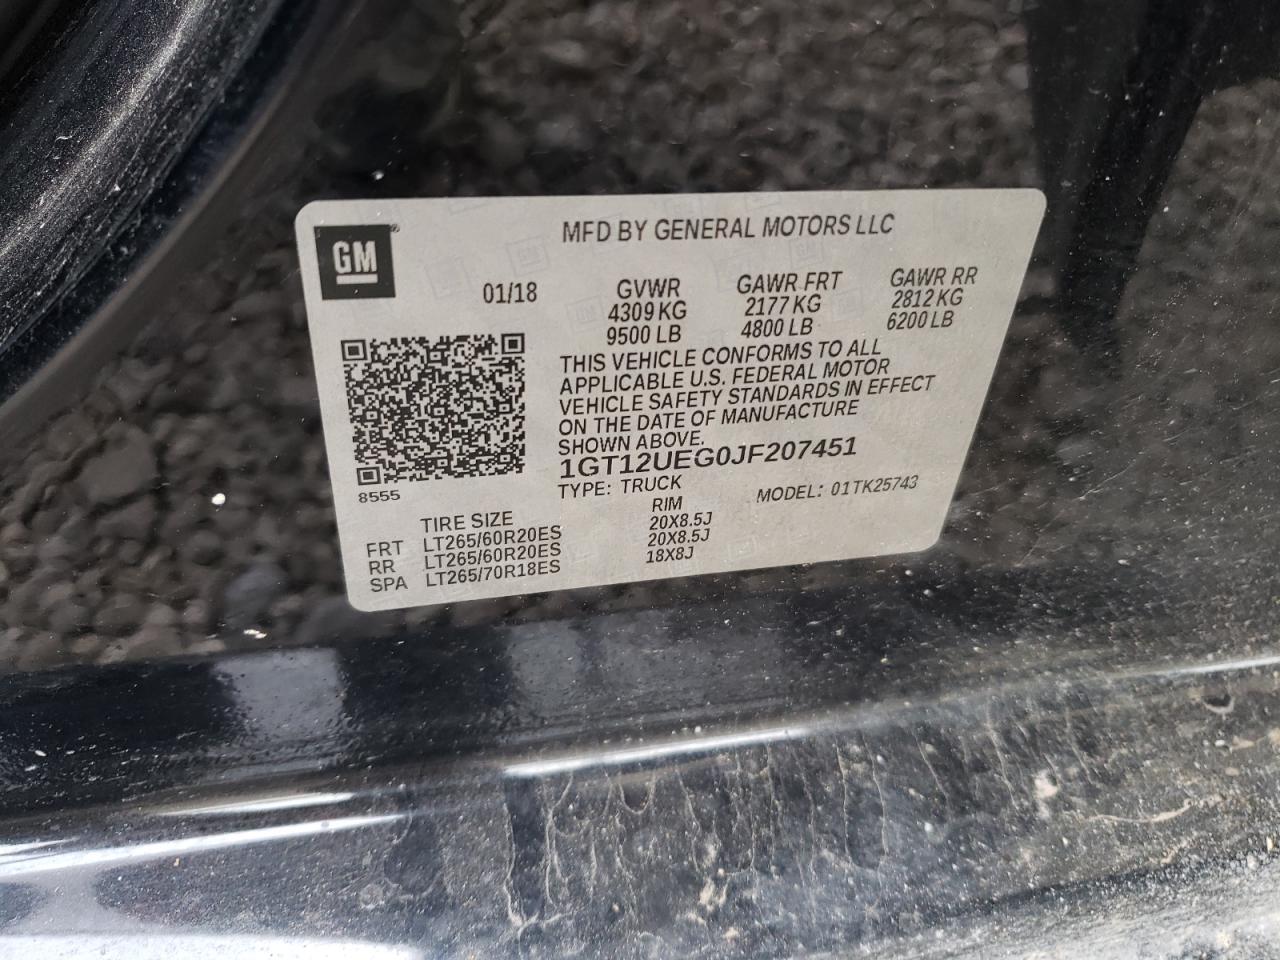 GM
MFD BY GENERAL MOTORS LLC
01/18
GVWR GAWR FRT GAWR RR
4309 KG 2177 KG 2812 KG
9500 LB 4800 LB 6200 LB
THIS VEHICLE CONFORMS TO ALL
APPLICABLE U.S. FEDERAL MOTOR
VEHICLE SAFETY STANDARDS IN EFFECT
ON THE DATE OF MANUFACTURE
SHOWN ABOVE.
1GT12UEG0JF207451
TYPE: TRUCK MODEL: 01TK25743
8555
TIRE SIZE RIM
FRT LT265/60R20ES 20X8.5J
RR LT265/60R20ES 20X8.5J
SPA LT265/70R18ES 18X8J